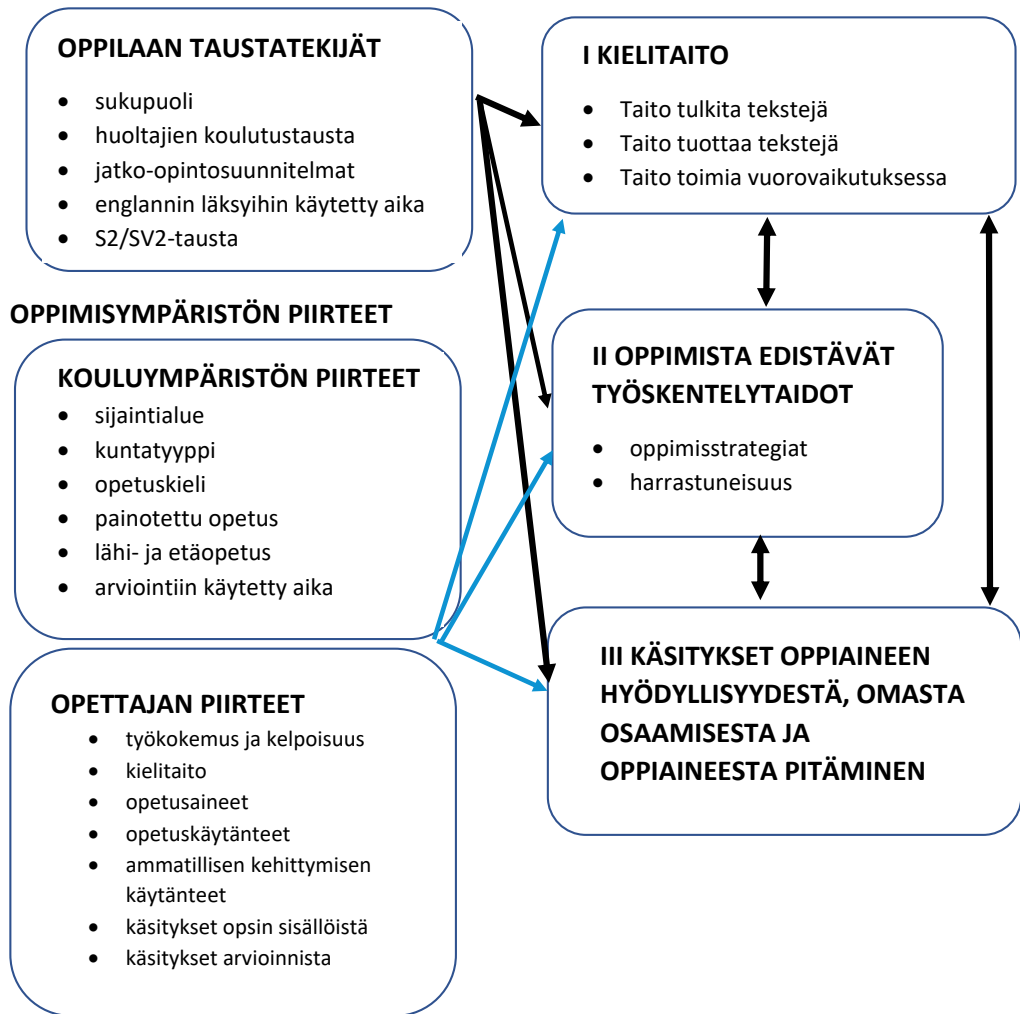 OPPILAAN TAUSTATEKIJÄT
• sukupuoli
• huoltajien koulutustausta
• jatko-opintosuunnitelmat
• englannin läksyihin käytetty aika
• S2/SV2-tausta
OPPIMISYMPÄRISTÖN PIIRTEET
KOULUYMPÄRISTÖN PIIRTEET
• sijaintialue
• kuntatyyppi
• opetuskieli
• painotettu opetus
• lähi- ja etäopetus
• arviointiin käytetty aika
OPETTAJAN PIIRTEET
• työkokemus ja kelpoisuus
• kielitaito
• opetusaineet
• opetuskäytänteet
• ammatillisen kehittymisen
käytänteet
• käsitykset opsin sisällöistä
• käsitykset arvioinnista
I KIELITAITO
• Taito tulkita tekstejä
• Taito tuottaa tekstejä
• Taito toimia vuorovaikutuksessa
II OPPIMISTA EDISTÄVÄT
TYÖSKENTELYTAIDOT
• oppimisstrategiat
• harrastuneisuus
III KÄSITYKSET OPPIAINEEN
HYÖDYLLISYYDESTÄ, OMASTA
OSAAMISESTA JA
OPPIAINEESTA PITÄMINEN